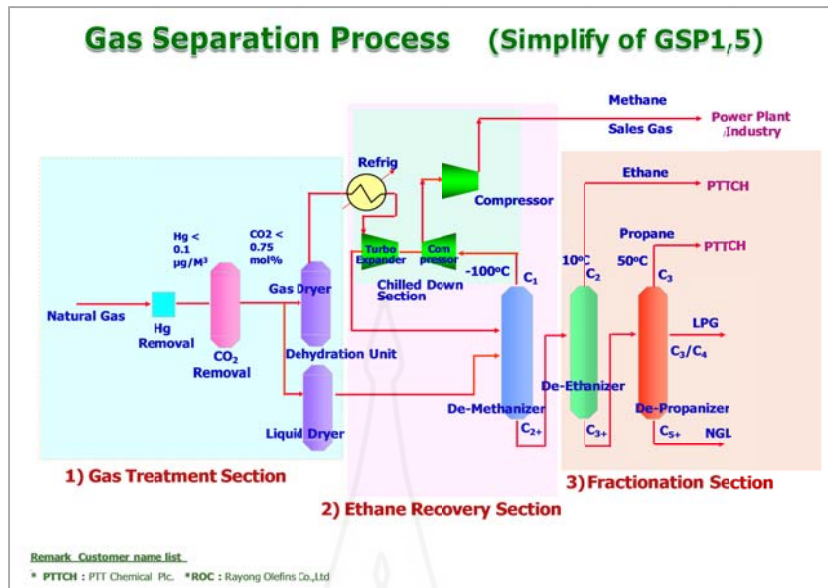 Gas Separation Process (Simplify of GSP1,5)
Methane
Sales Gas
Power Plant
/Industry
Refrig
Compressor
Ethane
PTTCH
Hg <
0.1
µg/M³
CO2 <
0.75
mol%
Turbo
Expander
Com
pressor
Chilled Down
Section
-100ºC
C₁
10ºC
C₂
Propane
50ºC
C₃
PTTCH
Natural Gas
Hg
Removal
CO₂
Removal
Gas Dryer
Dehydration Unit
Liquid Dryer
De-Methanizer
C₂₊
De-Ethanizer
C₃₊
LPG
C₃/C₄
De-Propanizer
C₅₊
NGL
1) Gas Treatment Section
2) Ethane Recovery Section
3) Fractionation Section
Remark Customer name list
* PTTCH : PTT Chemical Plc. *ROC : Rayong Olefins Co.,Ltd